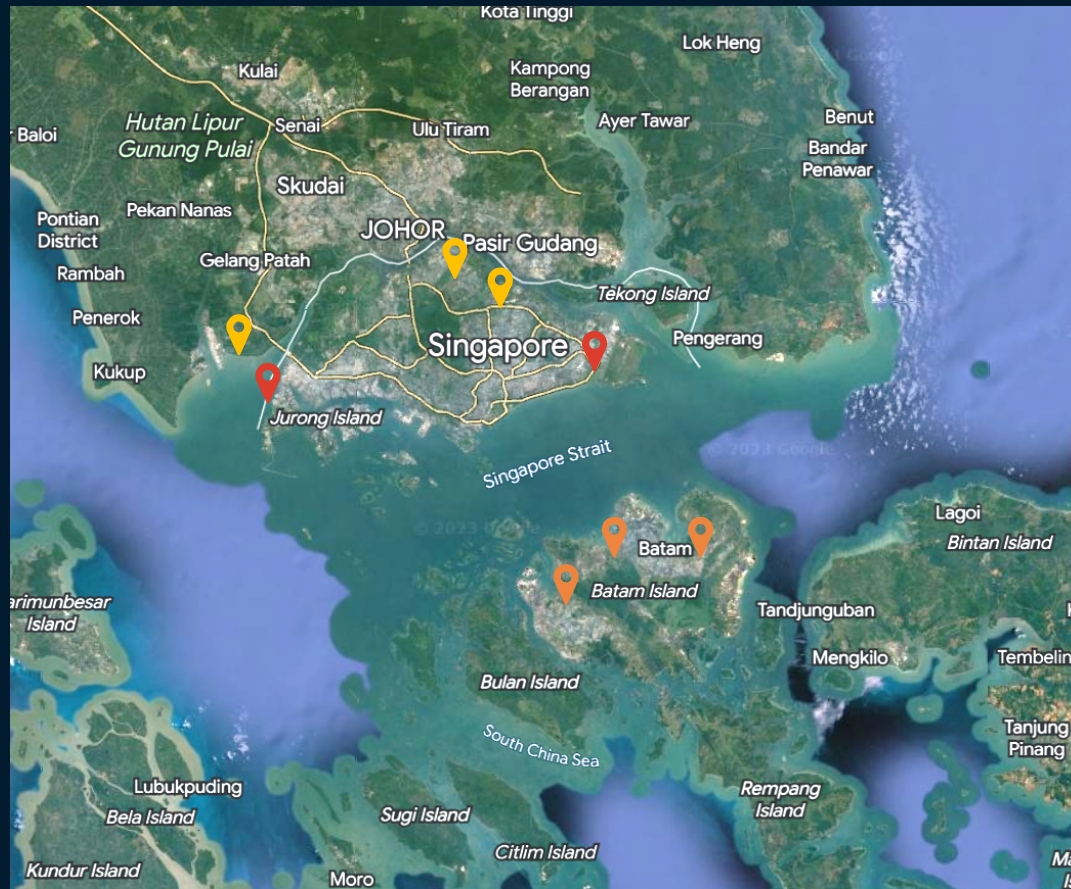 Kota Tinggi
Lok Heng
Kulai
Kampong
Berangan
Hutan Lipur
Gunung Pulai
Senai
Ulu Tiram
Ayer Tawar
Benut
Baloi
Bandar
Penawar
Skudai
Pekan Nanas
Pontian
District
JOHOR
Pasir Gudang
Gelang Patah
Rambah
Tekong Island
Penerok
Singapore
Pengerang
Kukup
Jurong Island
Singapore Strait
© 2023 Google
Lagoi
Bintan Island
© 2023 Google
Batam
Batam Island
arimunbesar
Island
Tandjunguban
Mengkilo
Tembelin
Bulan Island
South China Sea
Tanjung
Pinang
Lubukpuding
Bela Island
Sugi Island
Rempang
Island
Citlim Island
Kundur Island
Moro